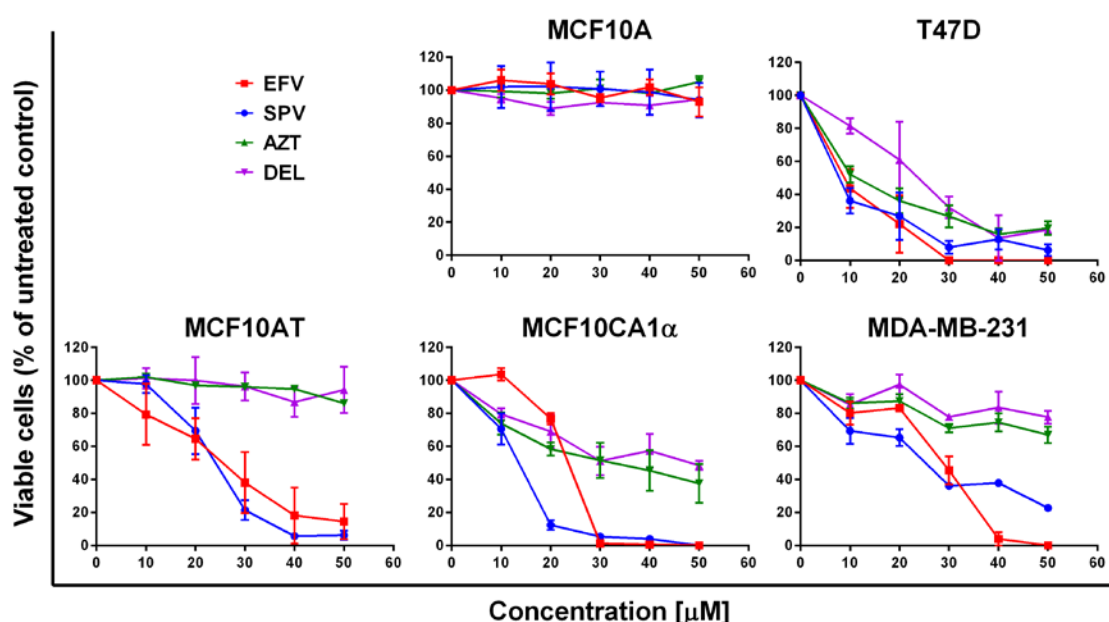 Viable cells (% of untreated control)
EFV
SPV
AZT
DEL
MCF10A
120
100
80
60
40
20
0
0 10 20 30 40 50 60
T47D
120
100
80
60
40
20
0
0 10 20 30 40 50 60
MCF10AT
120
100
80
60
40
20
0
0 10 20 30 40 50 60
MCF10CA1α
120
100
80
60
40
20
0
0 10 20 30 40 50 60
MDA-MB-231
120
100
80
60
40
20
0
0 10 20 30 40 50 60
Concentration [μM]